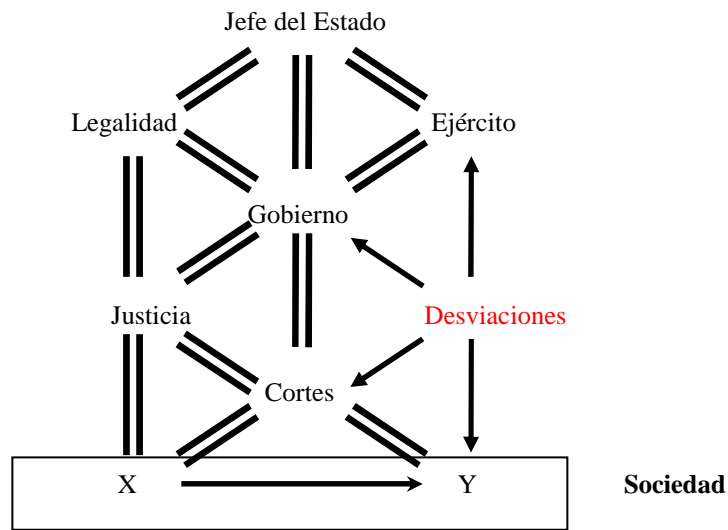 Jefe del Estado
Legalidad Ejército
Gobierno
Justicia Desviaciones
Cortes
X Y Sociedad